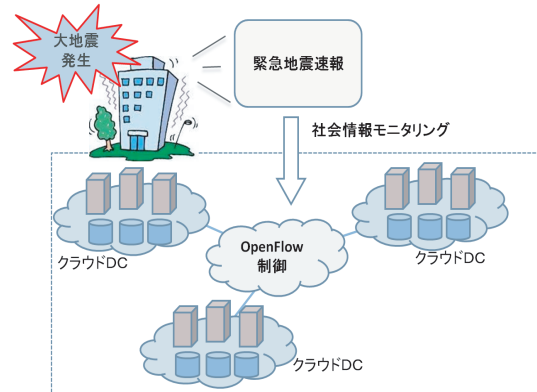 大地震
発生
緊急地震速報
社会情報モニタリング
OpenFlow
制御
クラウドDC
クラウドDC
クラウドDC